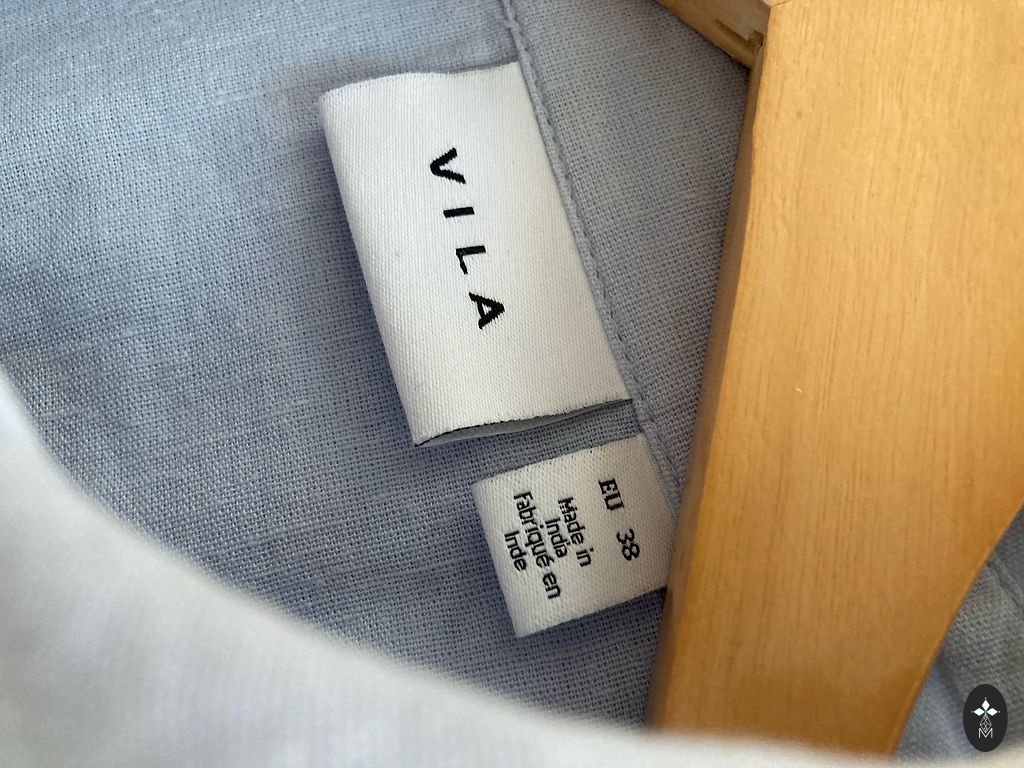 VILA
EU 38
Made in
India
Fabriqué en
Inde
M